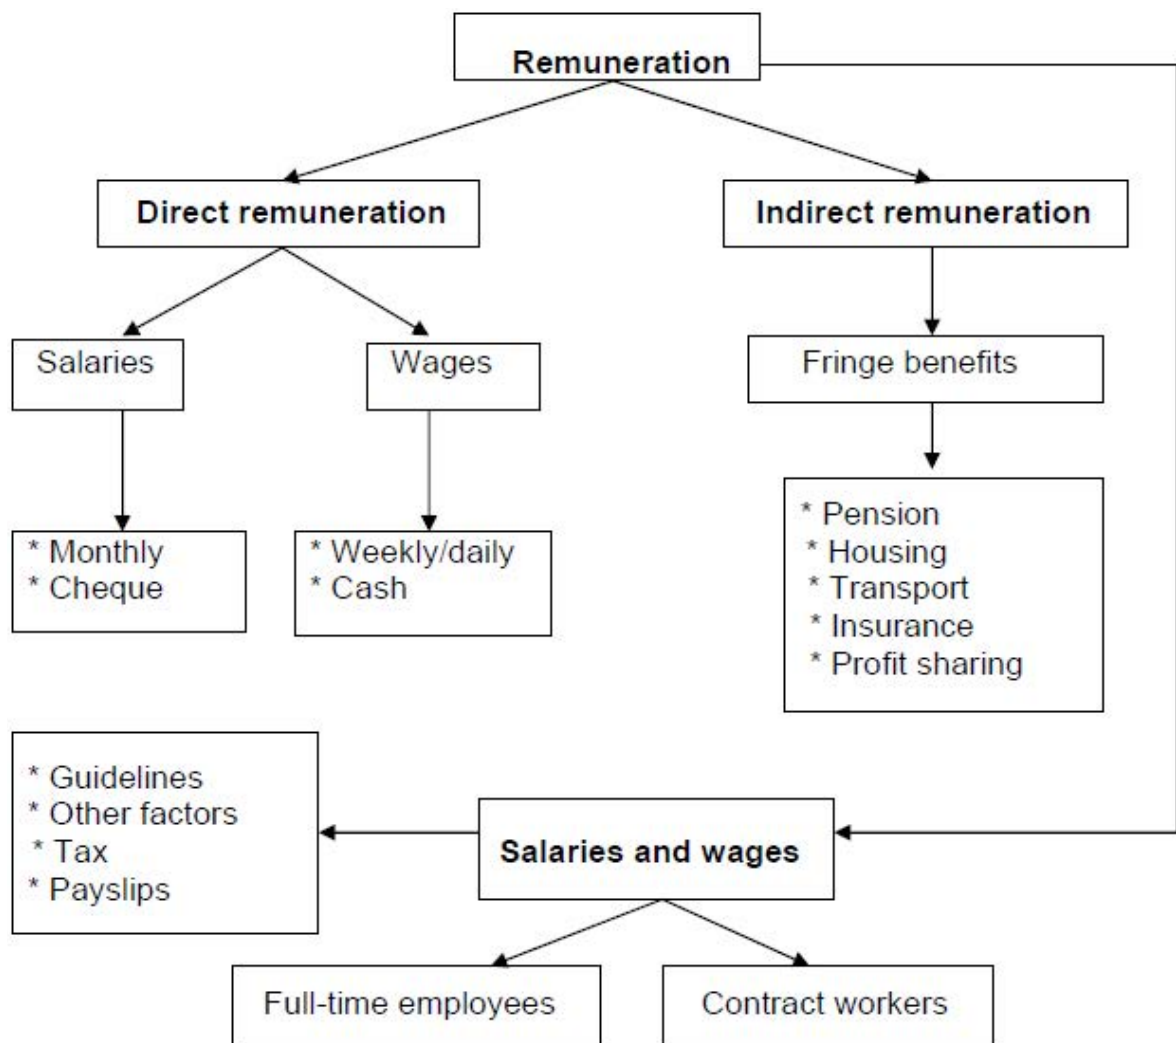 Remuneration
Direct remuneration
Indirect remuneration
Salaries
Wages
Fringe benefits
* Monthly
* Cheque
* Weekly/daily
* Cash
* Pension
* Housing
* Transport
* Insurance
* Profit sharing
* Guidelines
* Other factors
* Tax
* Payslips
Salaries and wages
Full-time employees
Contract workers